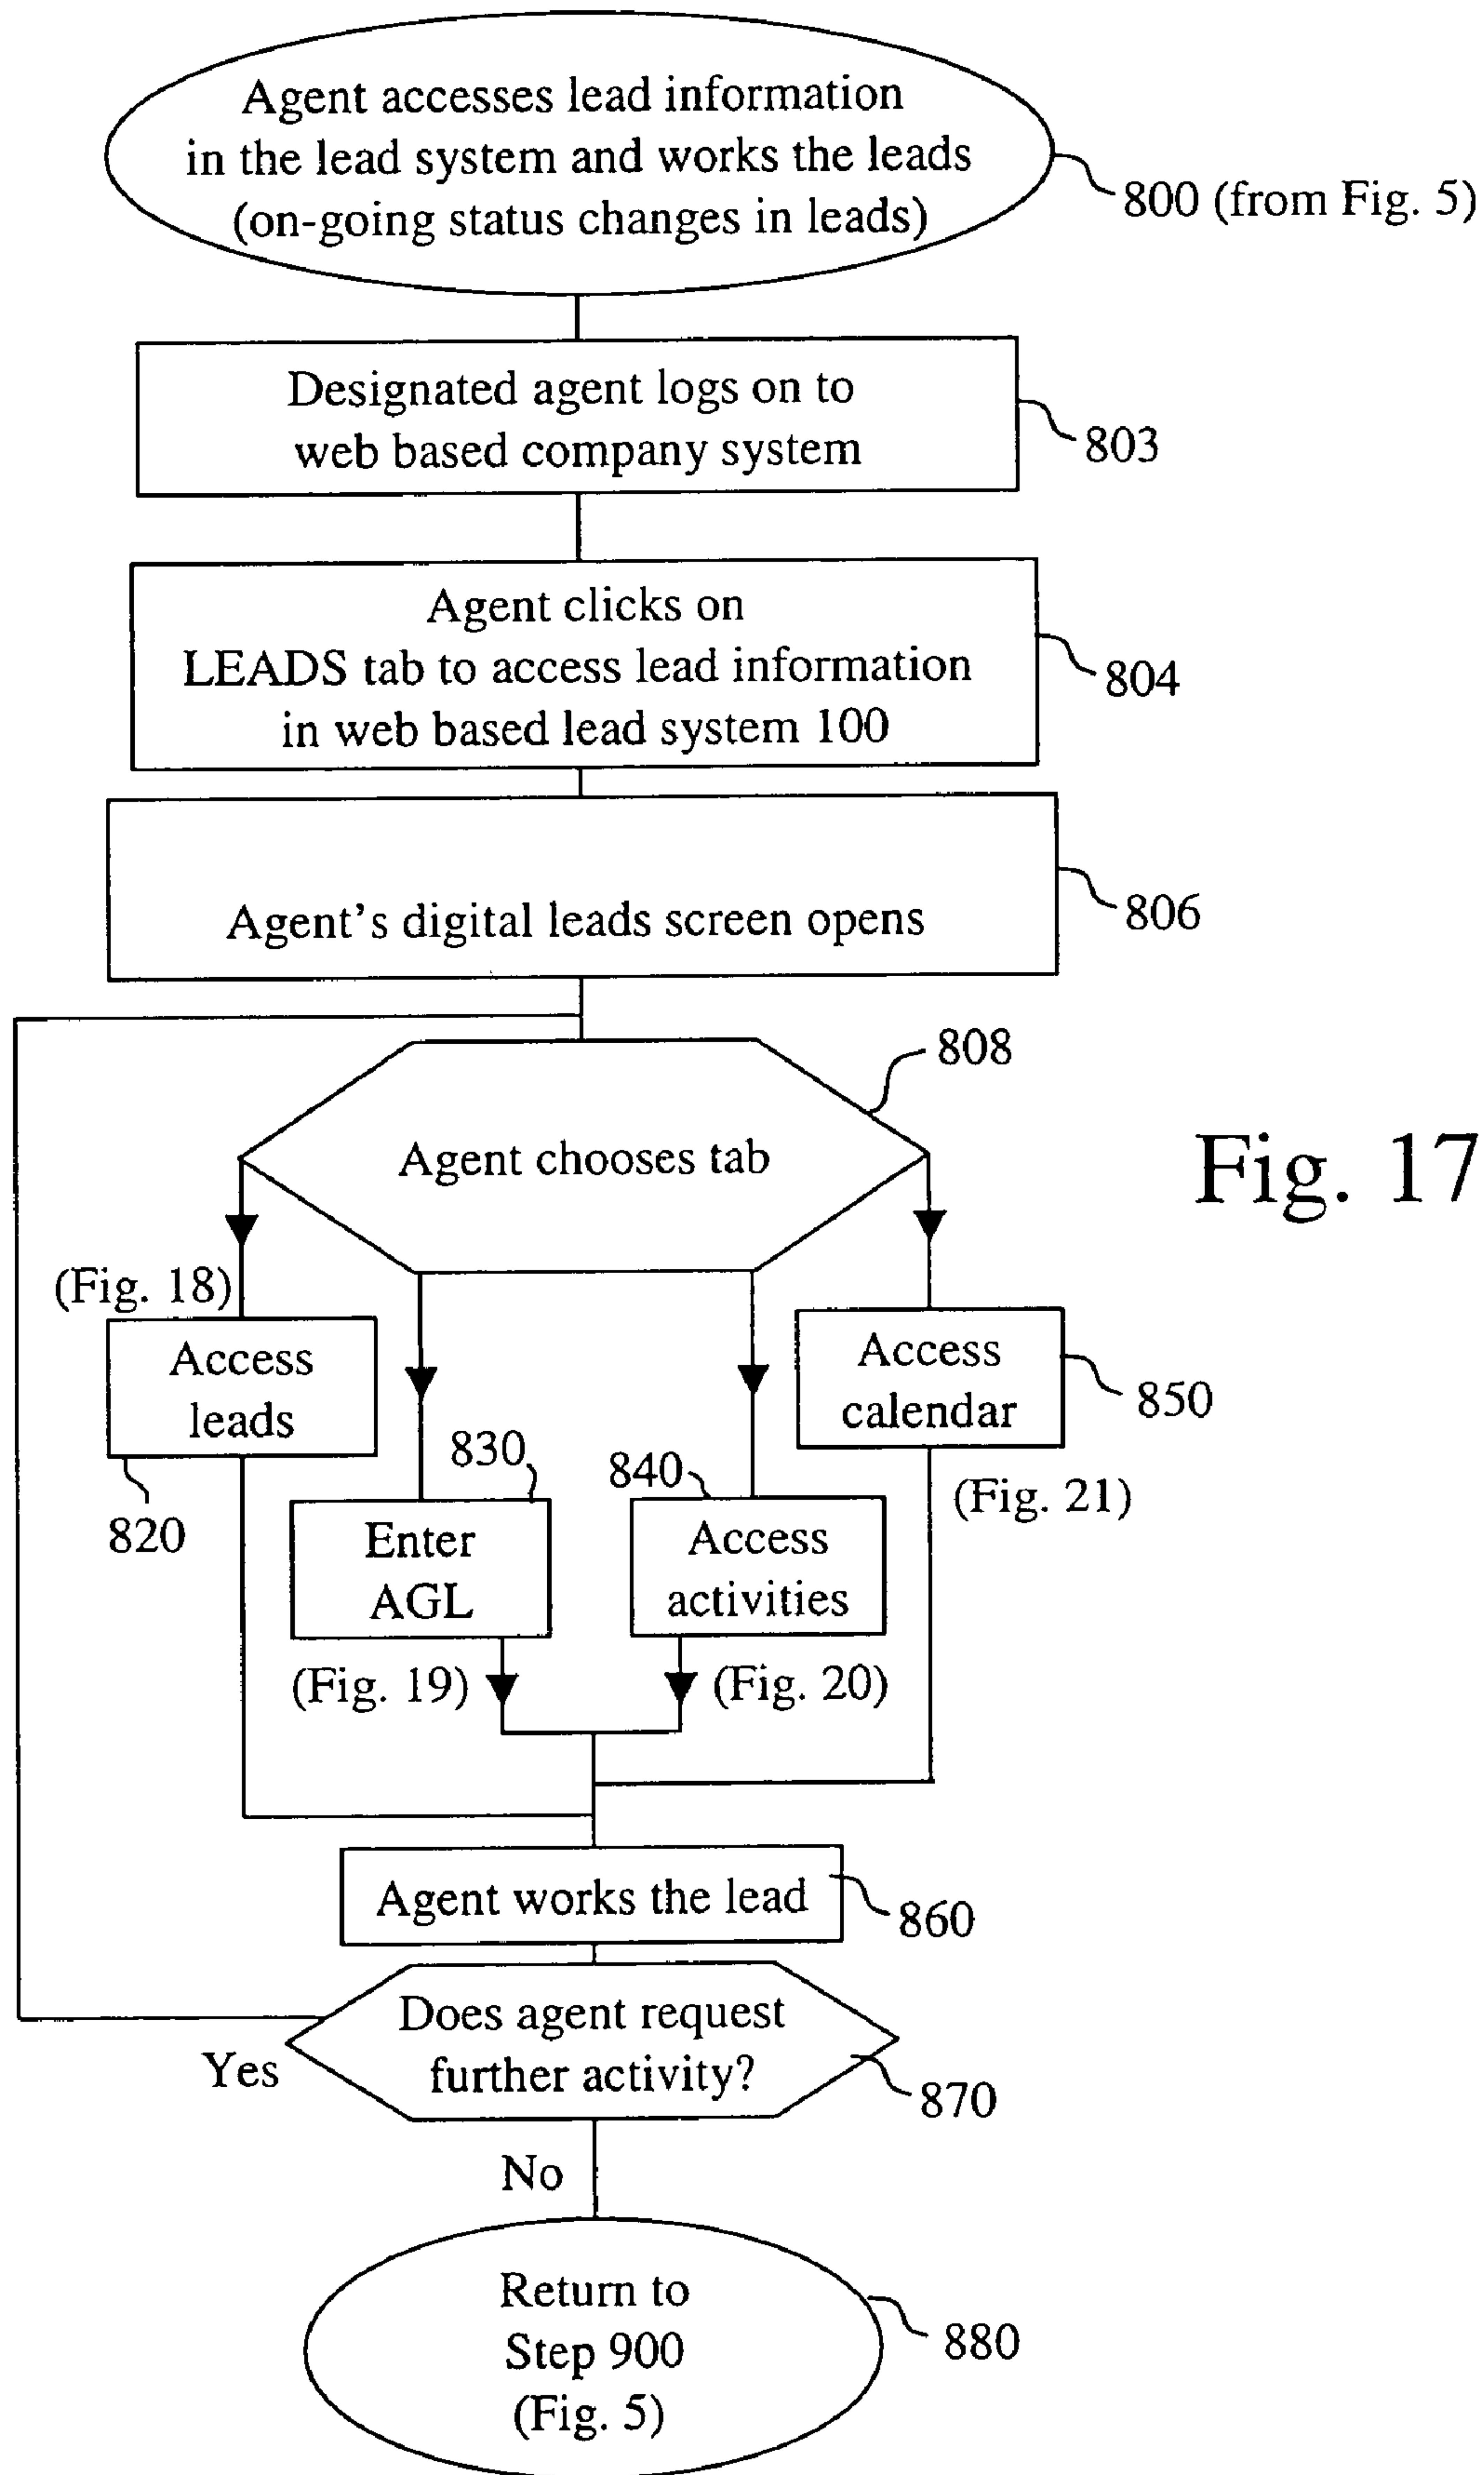 Agent accesses lead information
in the lead system and works the leads
(on-going status changes in leads)
800 (from Fig. 5)
Designated agent logs on to
web based company system
803
Agent clicks on
LEADS tab to access lead information
in web based lead system 100
804
Agent's digital leads screen opens
806
808
Agent chooses tab
Fig. 17
(Fig. 18)
Access
leads
820
830
Enter
AGL
(Fig. 19)
840
Access
activities
(Fig. 20)
Access
calendar
850
(Fig. 21)
Agent works the lead
860
Does agent request
further activity?
870
Yes
No
Return to
Step 900
(Fig. 5)
880